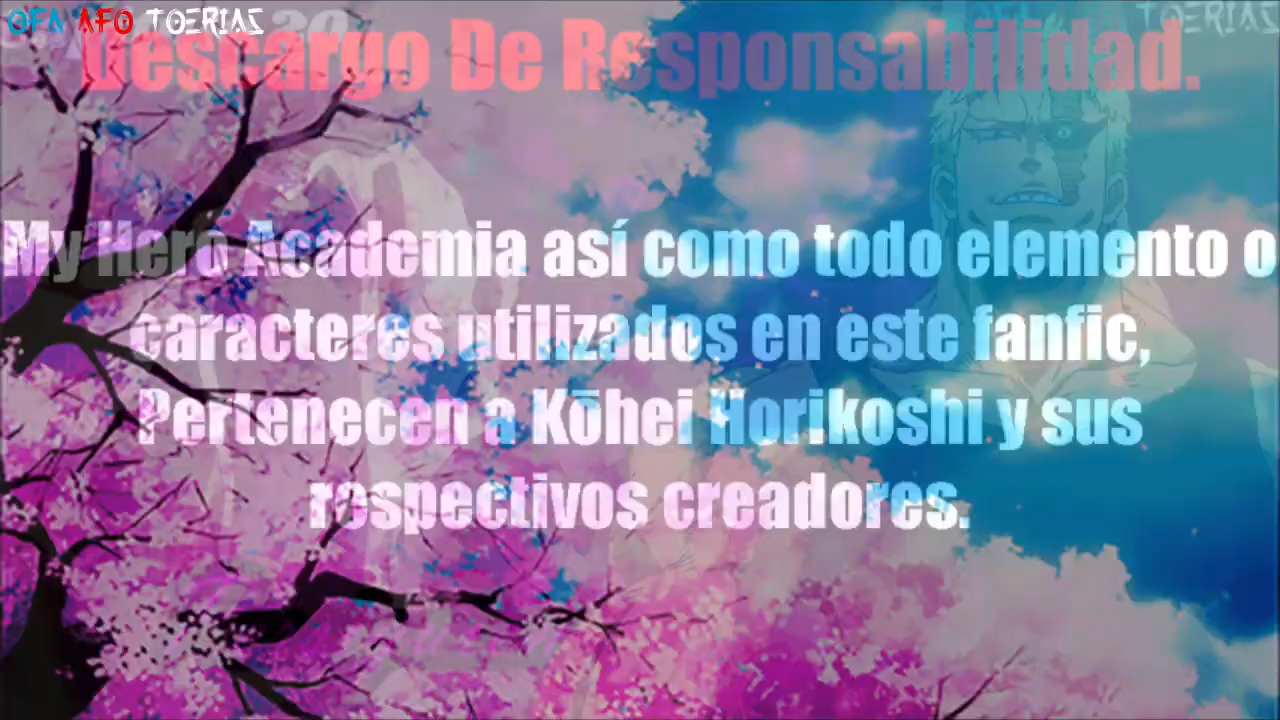 OFA AFO TOERIAS
TOERIAS
Descargo De Responsabilidad.
My Hero Academia así como todo elemento o
caracteres utilizados en este fanfic,
Pertenecen a Kōhei Horikoshi y sus
respectivos creadores.